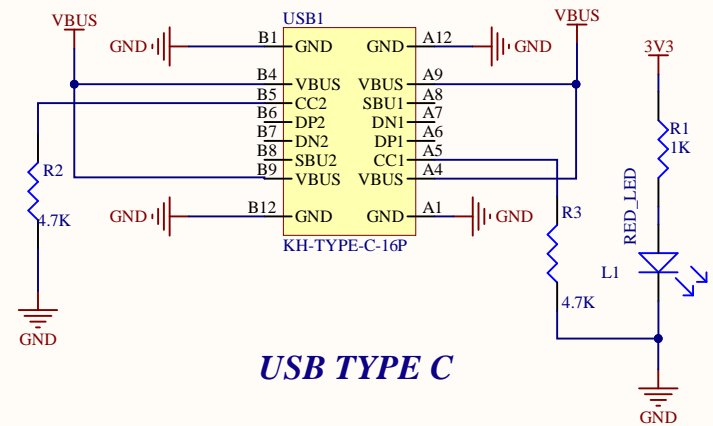 USB1
VBUS
VBUS
3V3
GND
B1
GND
GND
A12
GND
B4
VBUS
VBUS
A9
B5
CC2
SBU1
A8
B6
DP2
DN1
A7
B7
DN2
DP1
A6
B8
SBU2
CC1
A5
B9
VBUS
VBUS
A4
GND
B12
GND
GND
A1
GND
KH-TYPE-C-16P
R2
4.7K
GND
R3
4.7K
R1
1K
RED_LED
L1
GND
USB TYPE C